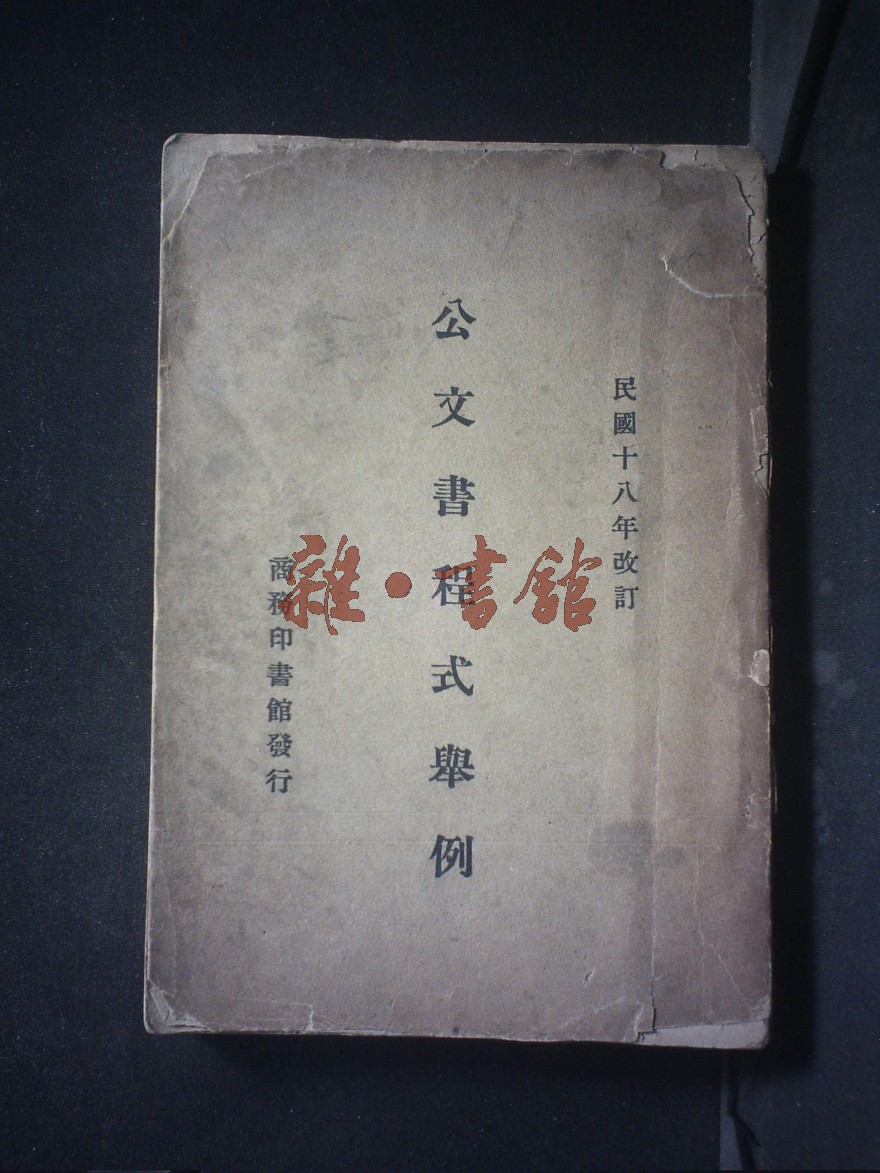 民國十八年改訂
公文書程式舉例
商務印書館發行
雜·書館